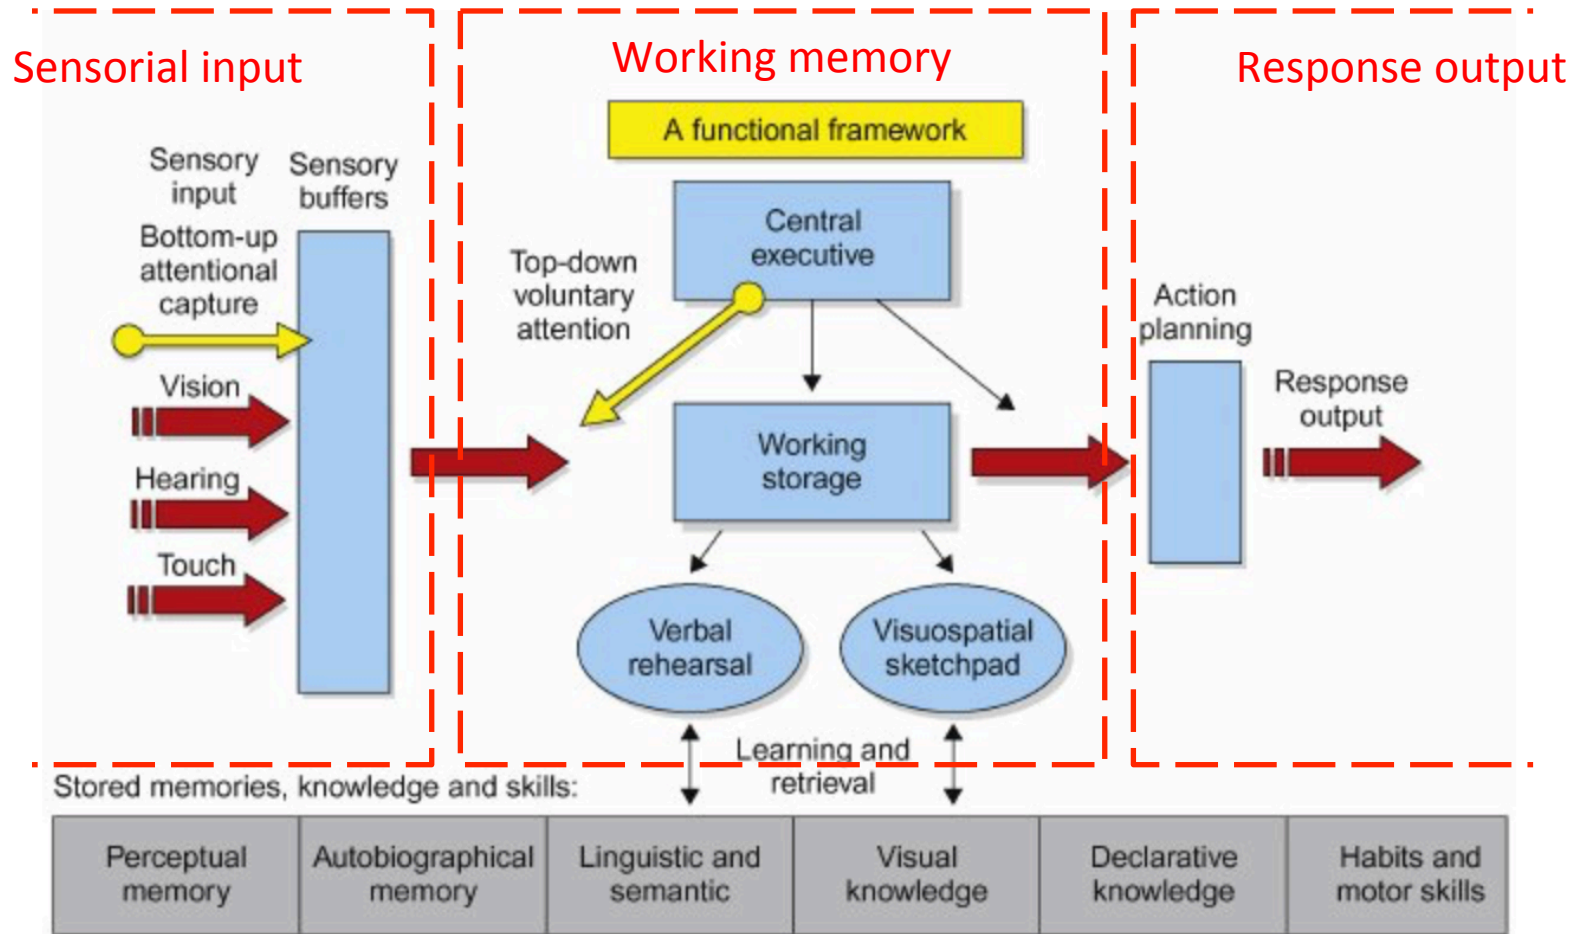 Sensorial input
Working memory
Response output
A functional framework
Sensory
input
Sensory
buffers
Bottom-up
attentional
capture
Vision
Hearing
Touch
Central
executive
Top-down
voluntary
attention
Working
storage
Verbal
rehearsal
Visuospatial
sketchpad
Action
planning
Response
output
Learning and
retrieval
Stored memories, knowledge and skills:
Perceptual
memory
Autobiographical
memory
Linguistic and
semantic
Visual
knowledge
Declarative
knowledge
Habits and
motor skills